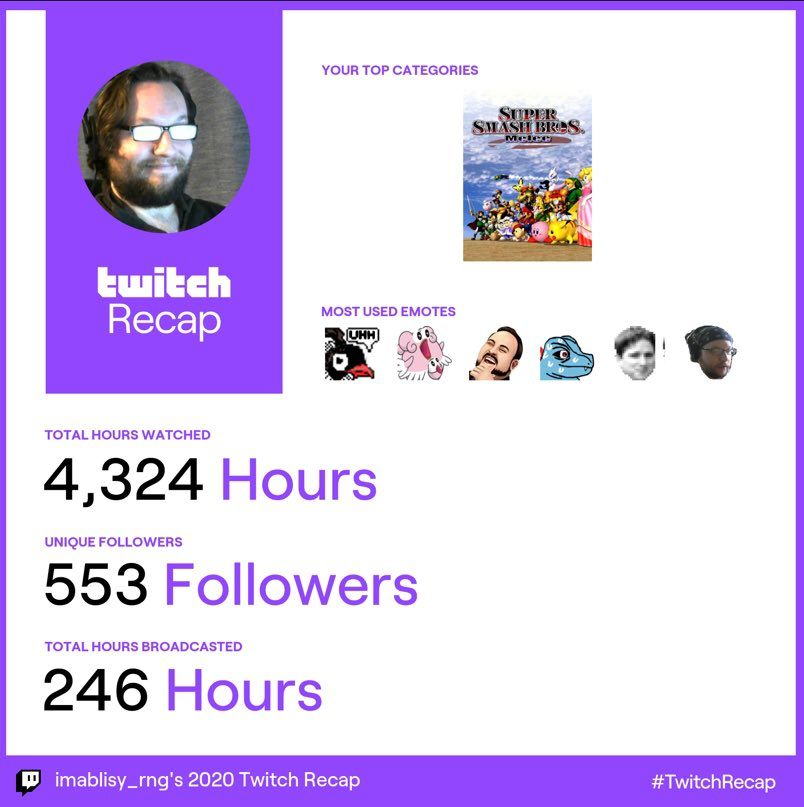 YOUR TOP CATEGORIES
SUPER
SMASH BROS.
Melee
twitch
Recap
MOST USED EMOTES
UHH
TOTAL HOURS WATCHED
4,324 Hours
UNIQUE FOLLOWERS
553 Followers
TOTAL HOURS BROADCASTED
246 Hours
imablisy_rng's 2020 Twitch Recap
#TwitchRecap